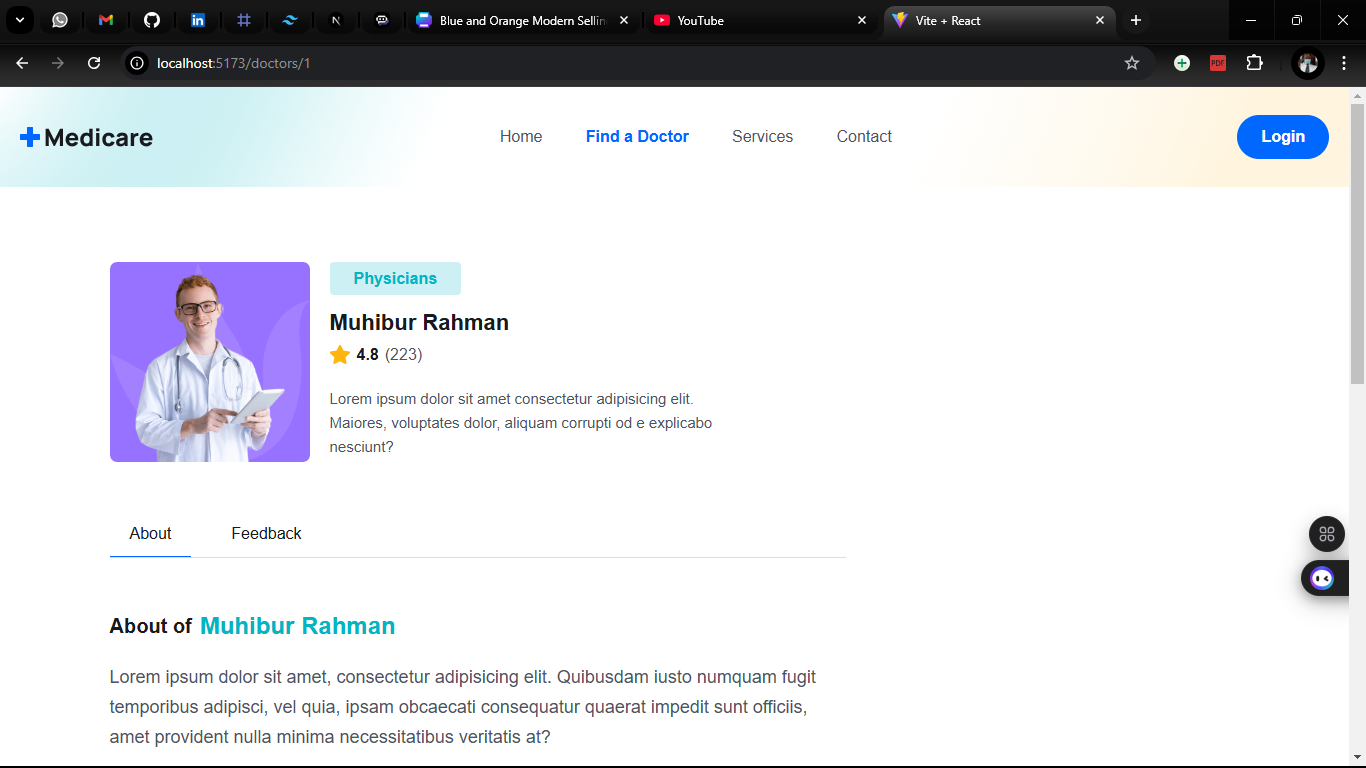 Blue and Orange Modern Sellin
YouTube
Vite + React
localhost:5173/doctors/1
PDF
Medicare
Home
Find a Doctor
Services
Contact
Login
Physicians
Muhibur Rahman
4.8 (223)
Lorem ipsum dolor sit amet consectetur adipisicing elit.
Maiores, voluptates dolor, aliquam corrupti od e explicabo
nesciunt?
About
Feedback
About of Muhibur Rahman
Lorem ipsum dolor sit amet, consectetur adipisicing elit. Quibusdam iusto numquam fugit
temporibus adipisci, vel quia, ipsam obcaecati consequatur quaerat impedit sunt officiis,
amet provident nulla minima necessitatibus veritatis at?